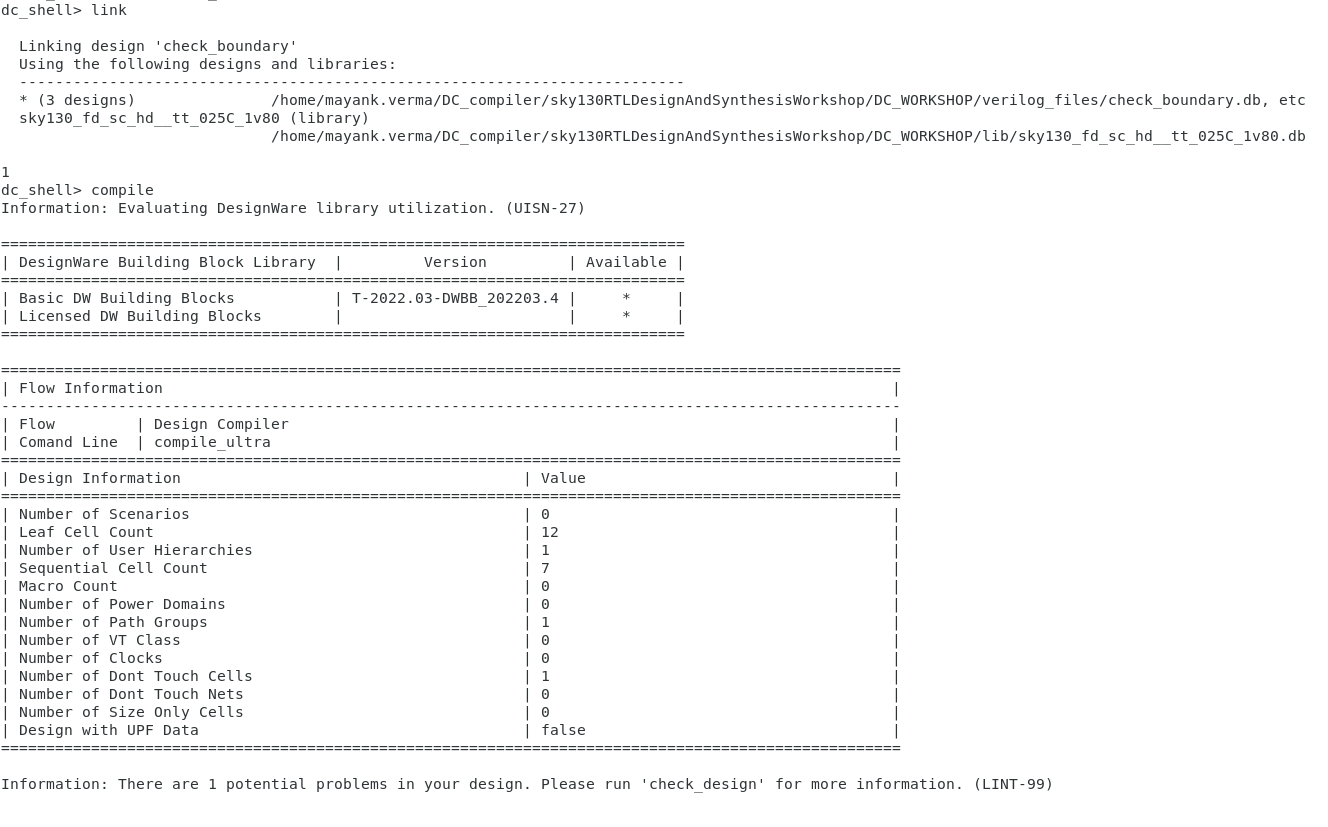 dc_shell> link
Linking design 'check_boundary'
Using the following designs and libraries:
--------------------------------------------------------------------------
* (3 designs)               /home/mayank.verma/DC_compiler/sky130RTLDesignAndSynthesisWorkshop/DC_WORKSHOP/verilog_files/check_boundary.db, etc
sky130_fd_sc_hd__tt_025C_1v80 (library)
/home/mayank.verma/DC_compiler/sky130RTLDesignAndSynthesisWorkshop/DC_WORKSHOP/lib/sky130_fd_sc_hd__tt_025C_1v80.db
1
dc_shell> compile
Information: Evaluating DesignWare library utilization. (UISN-27)
============================================================================
| DesignWare Building Block Library  |         Version         | Available |
============================================================================
| Basic DW Building Blocks           | T-2022.03-DWBB_202203.4 |     *     |
| Licensed DW Building Blocks        |                         |     *     |
============================================================================
====================================================================================================
| Flow Information                                                                                 |
----------------------------------------------------------------------------------------------------
| Flow         | Design Compiler                                                                   |
| Comand Line  | compile_ultra                                                                     |
====================================================================================================
| Design Information                                      | Value                                  |
====================================================================================================
| Number of Scenarios                                     | 0                                      |
| Leaf Cell Count                                         | 12                                     |
| Number of User Hierarchies                              | 1                                      |
| Sequential Cell Count                                   | 7                                      |
| Macro Count                                             | 0                                      |
| Number of Power Domains                                 | 0                                      |
| Number of Path Groups                                   | 1                                      |
| Number of VT Class                                      | 0                                      |
| Number of Clocks                                        | 0                                      |
| Number of Dont Touch Cells                              | 1                                      |
| Number of Dont Touch Nets                               | 0                                      |
| Number of Size Only Cells                               | 0                                      |
| Design with UPF Data                                    | false                                  |
====================================================================================================
Information: There are 1 potential problems in your design. Please run 'check_design' for more information. (LINT-99)